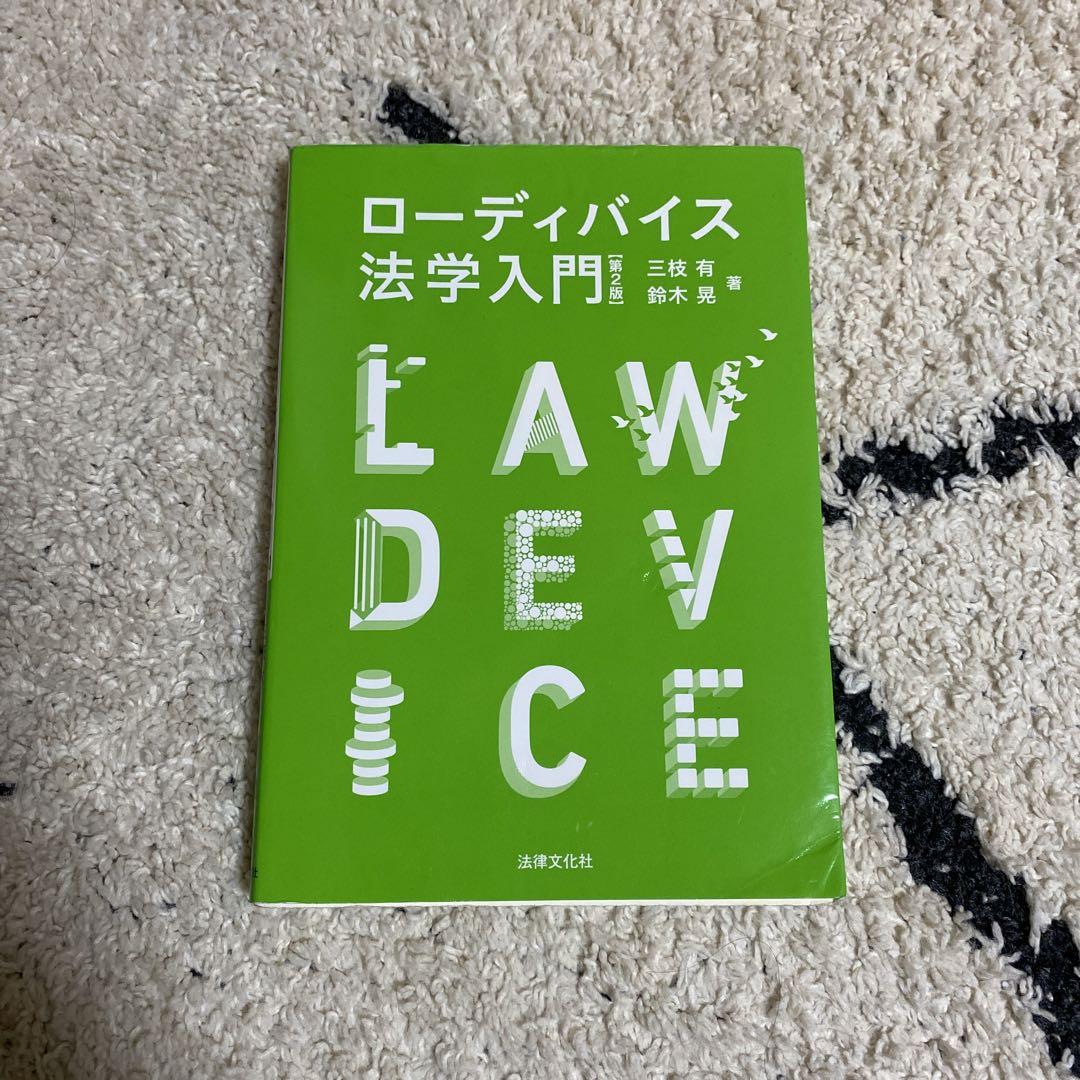 ローディバイス
法学入門【第2版】
三枝 有
鈴木 晃 著
LAW
DEV
ICE
法律文化社
社